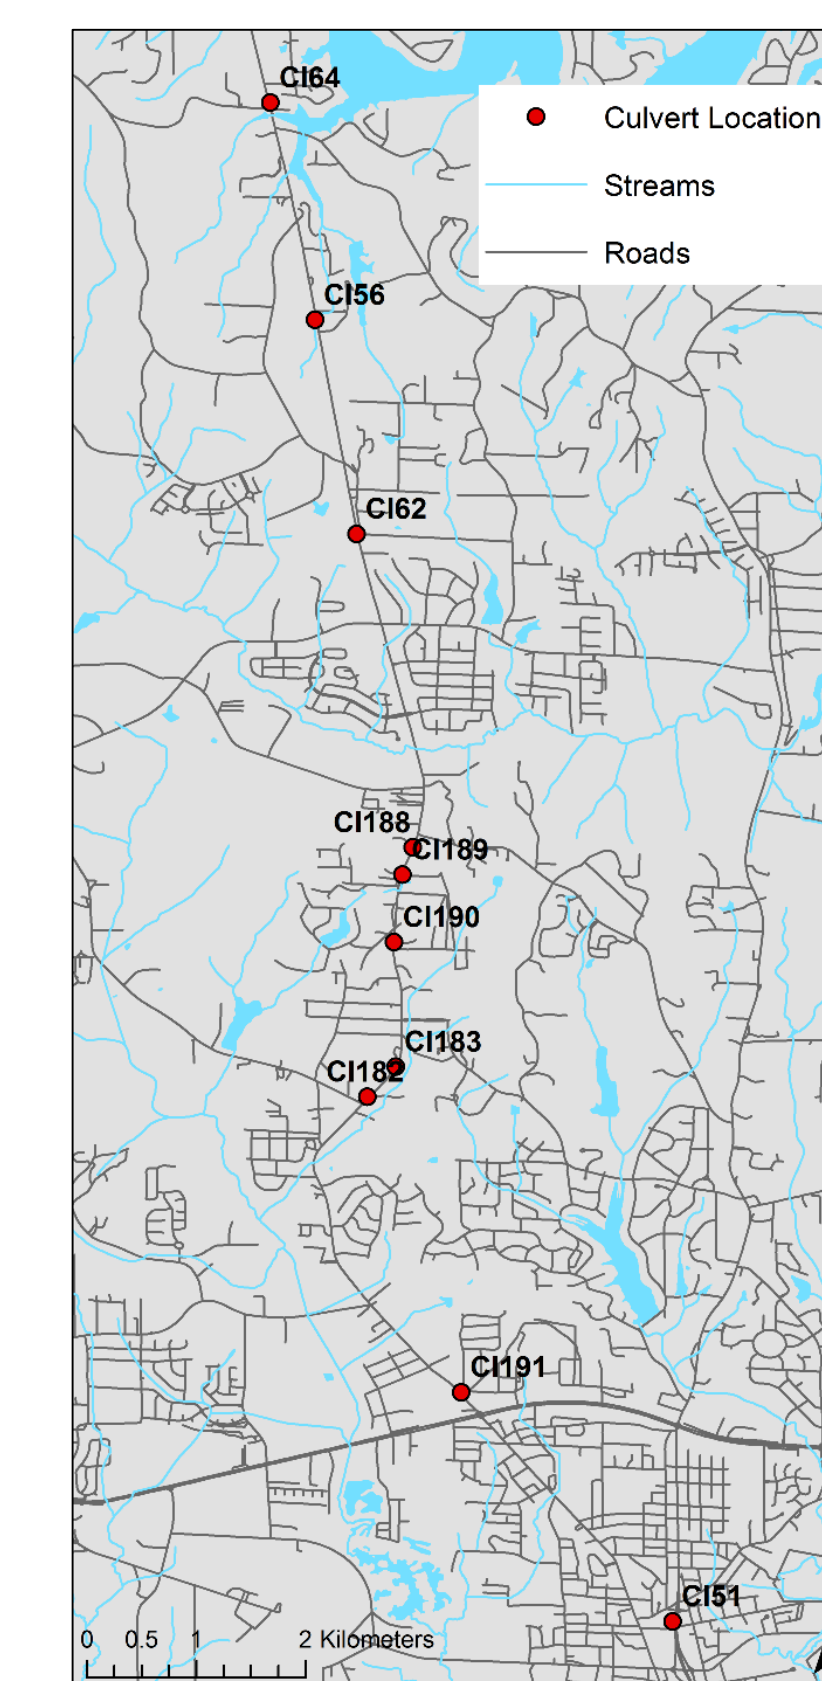 CI64
Culvert Location
Streams
Roads
CI56
CI62
CI188
CI189
CI190
CI183
CI182
CI191
CI51
0 0.5 1 2 Kilometers